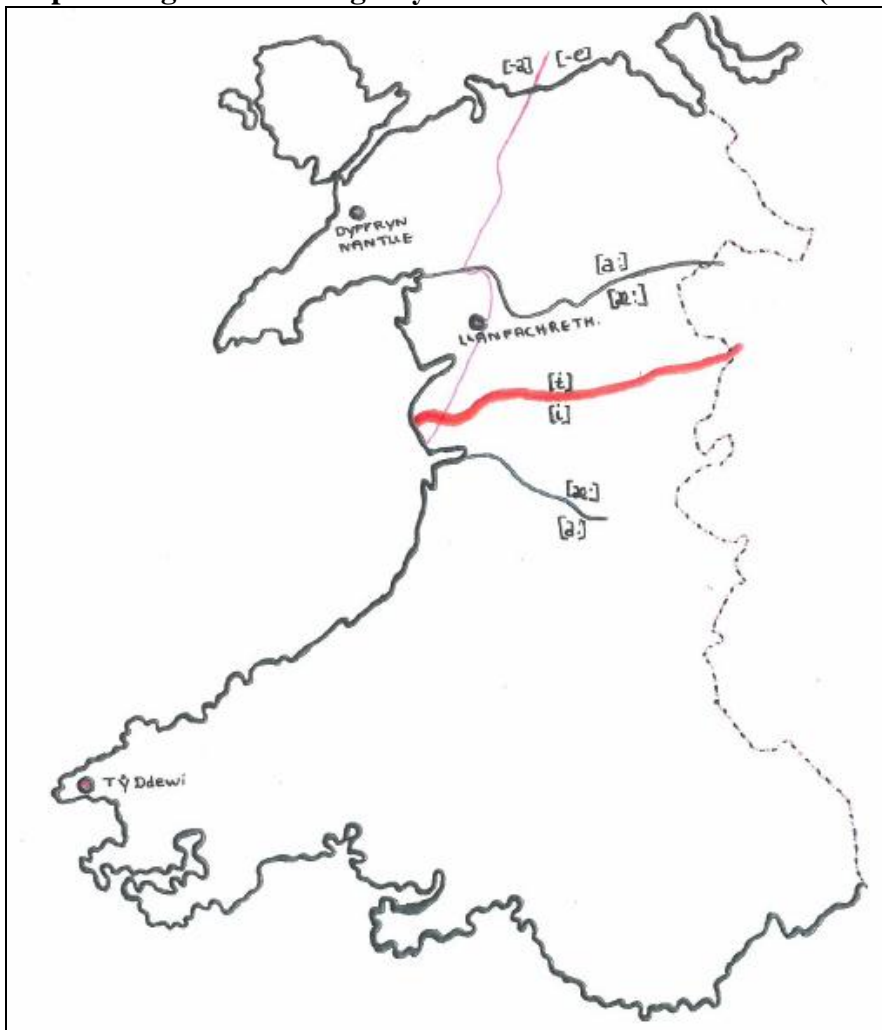 [-a] [-e]
DYFFRYN
NANTLLE
[a:]
[æ:]
LLANFACHRETH.
[ɨ]
[i]
[æ:]
[a:]
TŶ Ddewi